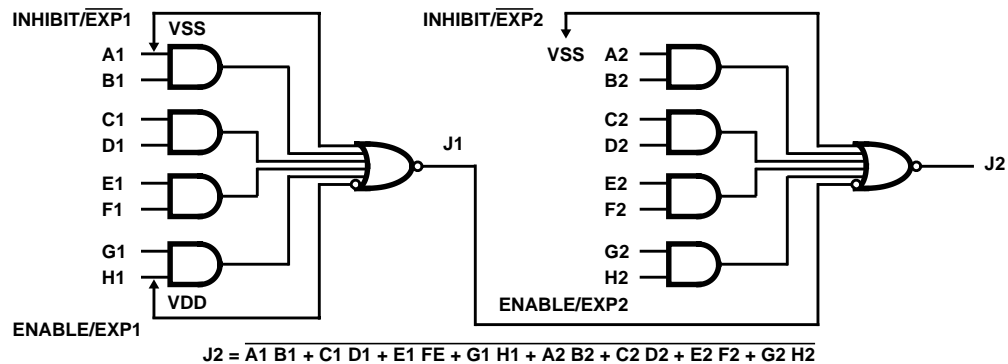 INHIBIT/EXP1
VSS
A1
B1
C1
D1
E1
F1
G1
H1
VDD
ENABLE/EXP1
J1
INHIBIT/EXP2
VSS
A2
B2
C2
D2
E2
F2
G2
H2
ENABLE/EXP2
J2
J2 = A1 B1 + C1 D1 + E1 FE + G1 H1 + A2 B2 + C2 D2 + E2 F2 + G2 H2